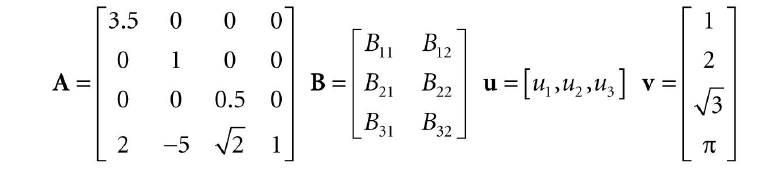 A = [3.5 0 0 0; 0 1 0 0; 0 0 0.5 0; 2 −5 √2 1] B = [B₁₁ B₁₂; B₂₁ B₂₂; B₃₁ B₃₂] u = [u₁,u₂,u₃] v = [1; 2; √3; π]